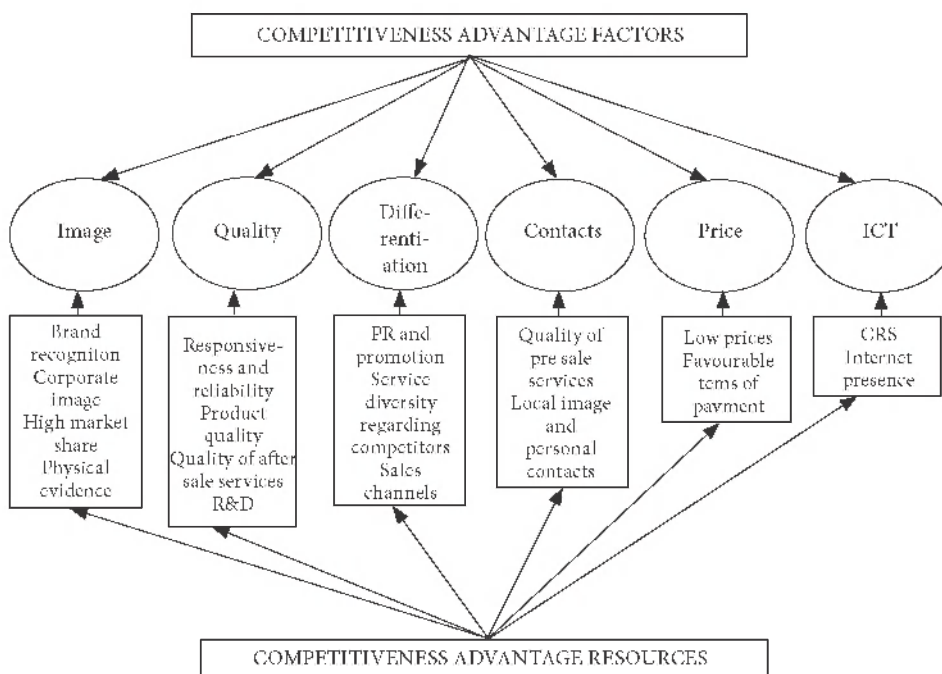 COMPETITIVENESS ADVANTAGE FACTORS
Image
Quality
Diffe-
renti-
ation
Contacts
Price
ICT
Brand
recogniton
Corporate
image
High market
share
Physical
evidence
Responsive-
ness and
reliability
Product
quality
Quality of after
sale services
R&D
PR and
promotion
Service
diversity
regarding
competitors
Sales
channels
Quality of
pre sale
services
Local image
and
personal
contacts
Low prices
Favourable
tems of
payment
CRS
Internet
presence
COMPETITIVENESS ADVANTAGE RESOURCES